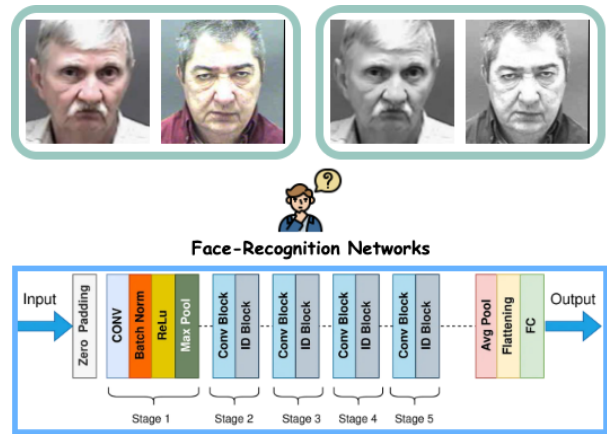 ?
Face-Recognition Networks
Input
Zero Padding
CONV
Batch Norm
ReLu
Max Pool
Conv Block
ID Block
Conv Block
ID Block
Conv Block
ID Block
Conv Block
ID Block
Avg Pool
Flattening
FC
Output
Stage 1
Stage 2
Stage 3
Stage 4
Stage 5